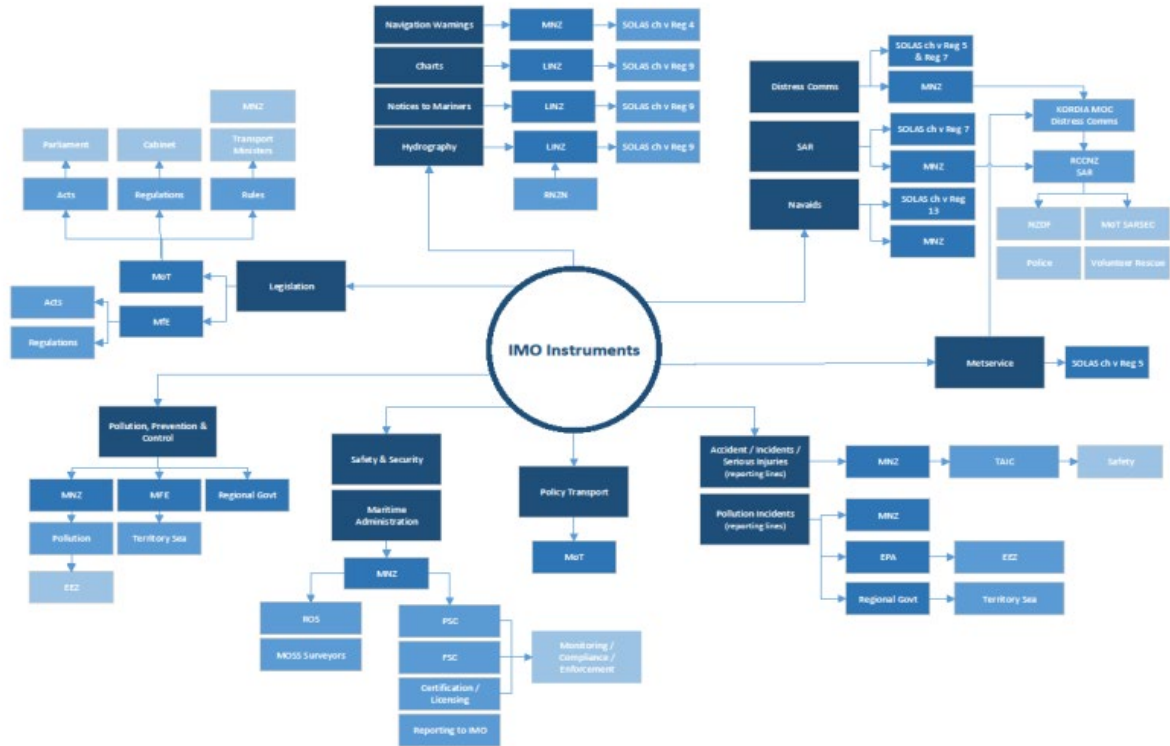 Navigation Warnings
MNZ
SOLAS ch v Reg 4
Charts
LINZ
SOLAS ch v Reg 9
Notices to Mariners
LINZ
SOLAS ch v Reg 9
Hydrography
LINZ
SOLAS ch v Reg 9
RNZN
Distress Comms
SOLAS ch v Reg 5
& Reg 7
MNZ
KORDIA MOC
Distress Comms
SAR
SOLAS ch v Reg 7
MNZ
RCCNZ
SAR
Navaids
SOLAS ch v Reg
13
MNZ
NZDF
MoT SARSEC
Police
Volunteer Rescue
MNZ
Parliament
Cabinet
Transport
Ministers
Acts
Regulations
Rules
MoT
Legislation
Acts
MfE
Regulations
IMO Instruments
Metservice
SOLAS ch v Reg 5
Pollution, Prevention &
Control
MNZ
MFE
Regional Govt
Pollution
Territory Sea
EEZ
Safety & Security
Maritime
Administration
MNZ
ROS
MOSS Surveyors
PSC
FSC
Certification /
Licensing
Reporting to IMO
Monitoring /
Compliance /
Enforcement
Policy Transport
MoT
Accident / Incidents /
Serious Injuries
(reporting lines)
MNZ
TAIC
Safety
Pollution Incidents
(reporting lines)
MNZ
EPA
EEZ
Regional Govt
Territory Sea